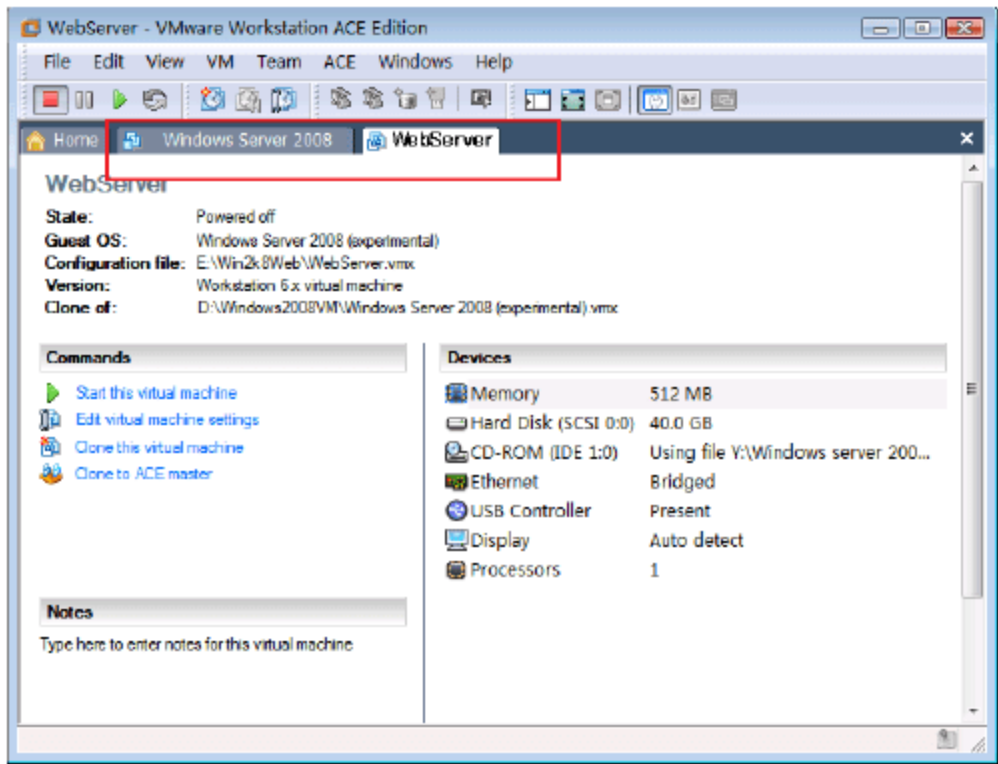 WebServer - VMware Workstation ACE Edition
File Edit View VM Team ACE Windows Help
Home Windows Server 2008 WebServer
WebServer
State: Powered off
Guest OS: Windows Server 2008 (experimental)
Configuration file: E:\Win2k8Web\WebServer.vmx
Version: Workstation 6.x virtual machine
Clone of: D:\Windows2008VM\Windows Server 2008 (experimental).vmx
Commands
Start this virtual machine
Edit virtual machine settings
Clone this virtual machine
Clone to ACE master
Devices
Memory 512 MB
Hard Disk (SCSI 0:0) 40.0 GB
CD-ROM (IDE 1:0) Using file Y:\Windows server 200...
Ethernet Bridged
USB Controller Present
Display Auto detect
Processors 1
Notes
Type here to enter notes for this virtual machine